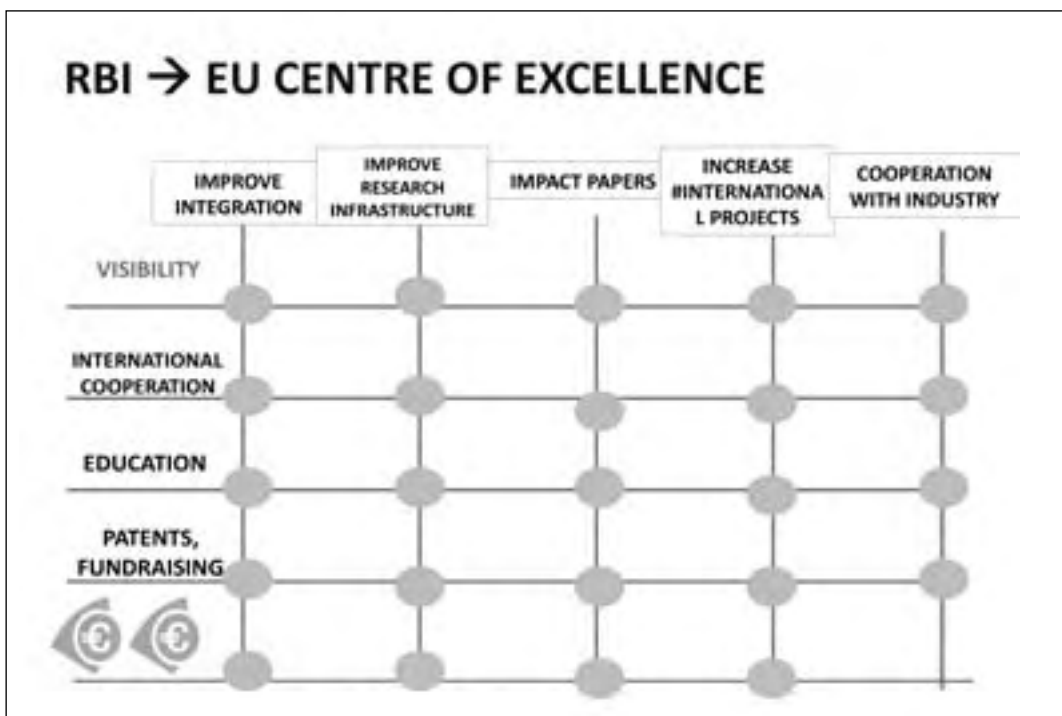 RBI → EU CENTRE OF EXCELLENCE
IMPROVE
INTEGRATION
IMPROVE
RESEARCH
INFRASTRUCTURE
IMPACT PAPERS
INCREASE
#INTERNATIONA
L PROJECTS
COOPERATION
WITH INDUSTRY
VISIBILITY
INTERNATIONAL
COOPERATION
EDUCATION
PATENTS,
FUNDRAISING
€ €